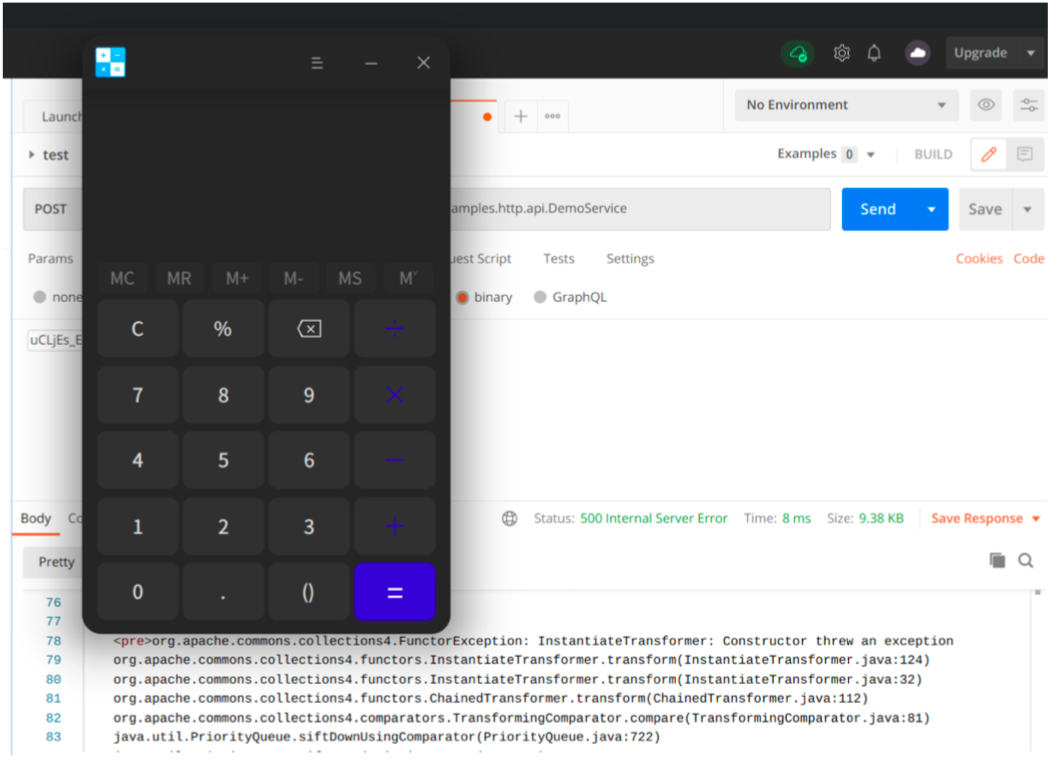 Upgrade
Launch
No Environment
test
Examples 0
BUILD
POST
amples.http.api.DemoService
Send
Save
Params
uest Script
Tests
Settings
Cookies
Code
none
binary
GraphQL
uCLjEs_E
MC MR M+ M- MS M˅
C % ÷
7 8 9 ×
4 5 6 −
1 2 3 +
0 . () =
Body Co
Status: 500 Internal Server Error Time: 8 ms Size: 9.38 KB Save Response
Pretty
76
77
78 <pre>org.apache.commons.collections4.FunctorException: InstantiateTransformer: Constructor threw an exception
79 org.apache.commons.collections4.functors.InstantiateTransformer.transform(InstantiateTransformer.java:124)
80 org.apache.commons.collections4.functors.InstantiateTransformer.transform(InstantiateTransformer.java:32)
81 org.apache.commons.collections4.functors.ChainedTransformer.transform(ChainedTransformer.java:112)
82 org.apache.commons.collections4.comparators.TransformingComparator.compare(TransformingComparator.java:81)
83 java.util.PriorityQueue.siftDownUsingComparator(PriorityQueue.java:722)